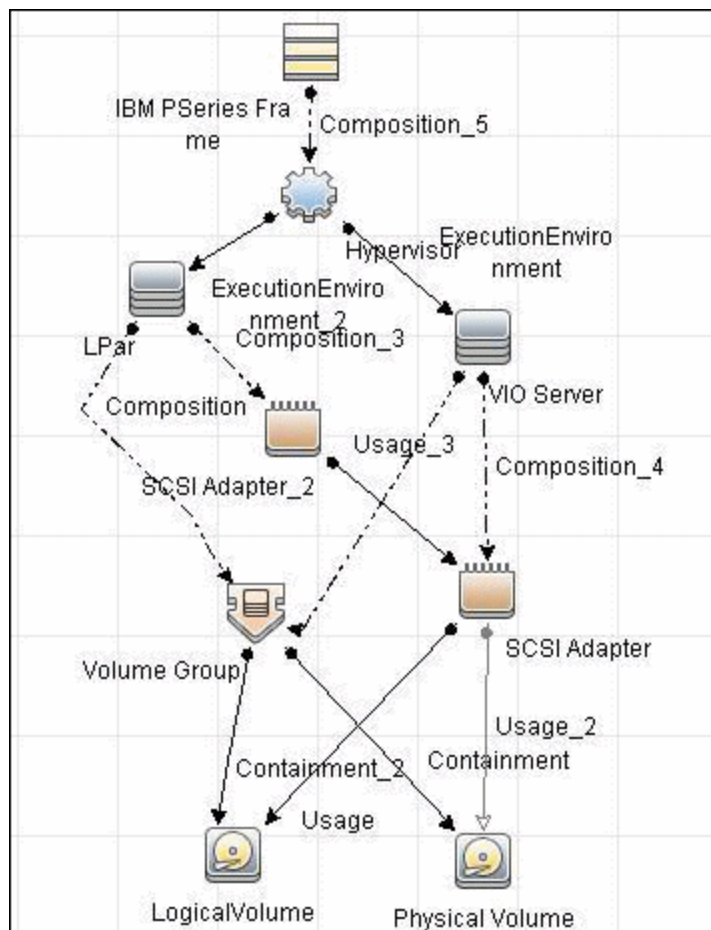 IBM PSeries Fra
me
Composition_5
Hypervisor
ExecutionEnviro
nment
ExecutionEnviro
nment_2
LPar
Composition_3
VIO Server
Composition
Usage_3
Composition_4
SCSI Adapter_2
SCSI Adapter
Volume Group
Usage_2
Containment_2
Containment
Usage
LogicalVolume
Physical Volume